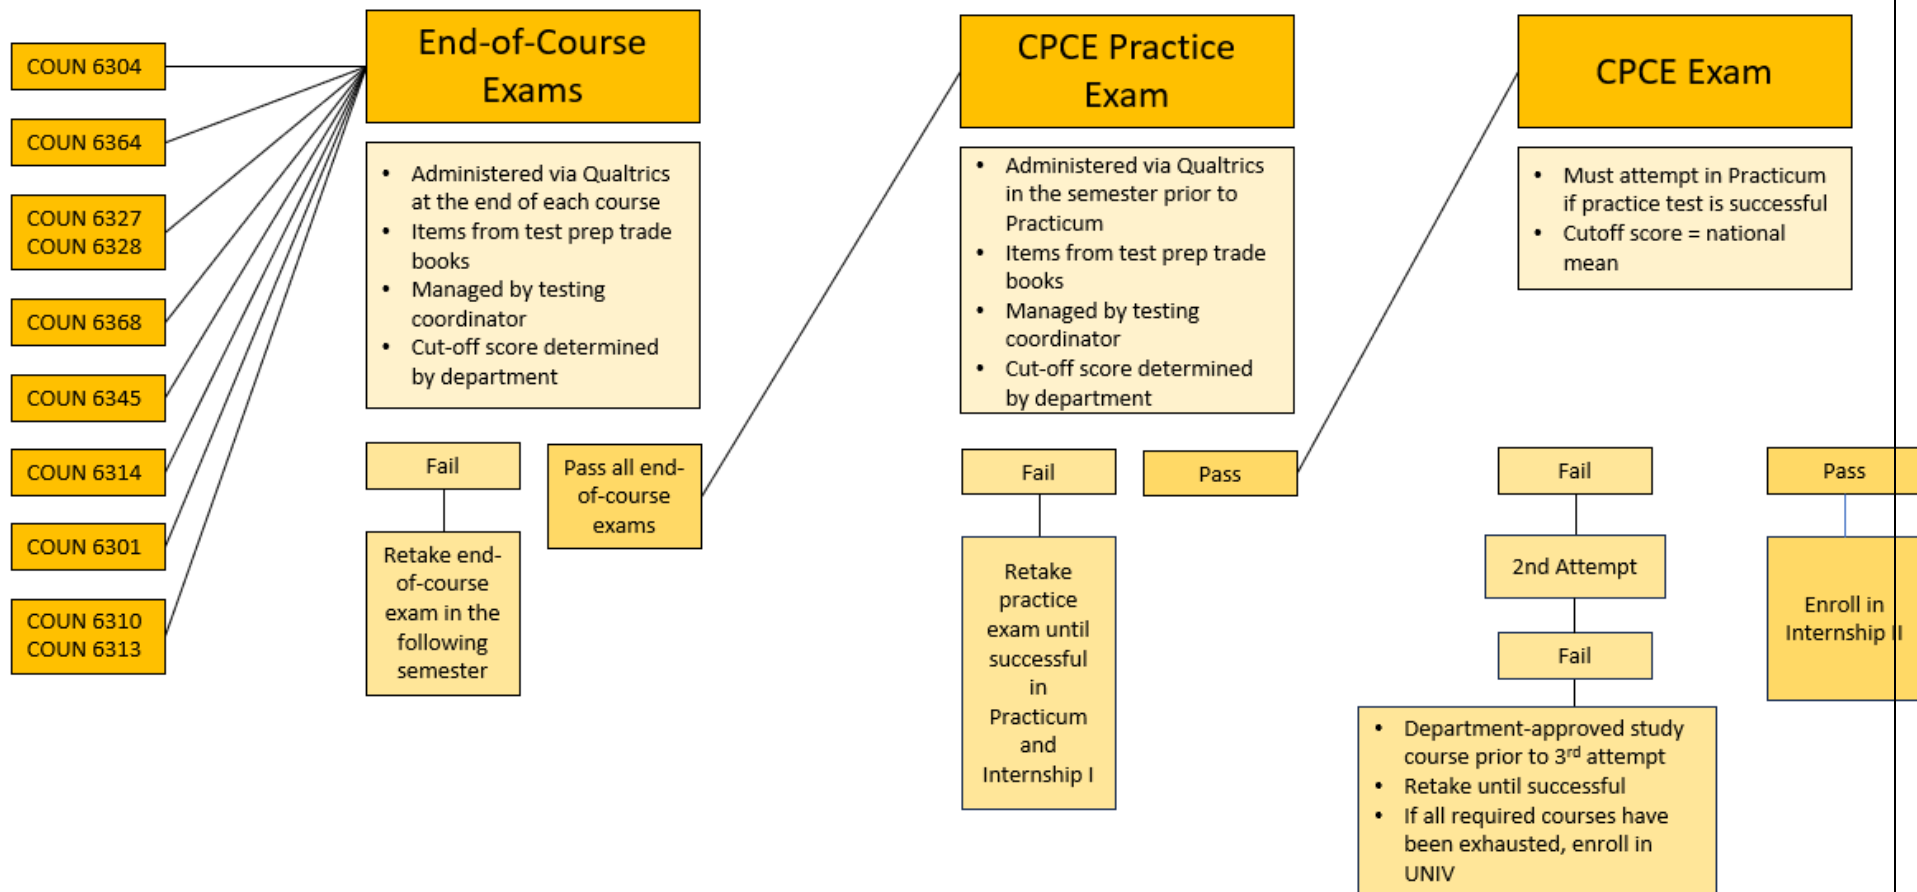 COUN 6304
COUN 6364
COUN 6327
COUN 6328
COUN 6368
COUN 6345
COUN 6314
COUN 6301
COUN 6310
COUN 6313
End-of-Course
Exams
• Administered via Qualtrics
at the end of each course
• Items from test prep trade
books
• Managed by testing
coordinator
• Cut-off score determined
by department
Fail
Retake end-
of-course
exam in the
following
semester
Pass all end-
of-course
exams
CPCE Practice
Exam
• Administered via Qualtrics
in the semester prior to
Practicum
• Items from test prep trade
books
• Managed by testing
coordinator
• Cut-off score determined
by department
Fail
Retake
practice
exam until
successful
in
Practicum
and
Internship I
Pass
CPCE Exam
• Must attempt in Practicum
if practice test is successful
• Cutoff score = national
mean
Fail
2nd Attempt
Fail
• Department-approved study
course prior to 3rd attempt
• Retake until successful
• If all required courses have
been exhausted, enroll in
UNIV
Pass
Enroll in
Internship II